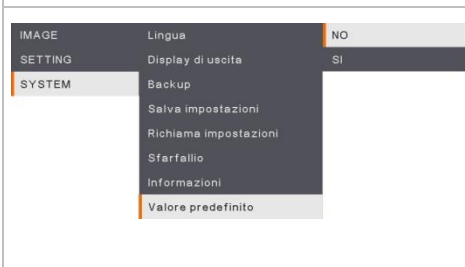 IMAGE Lingua NO
SETTING Display di uscita SI
SYSTEM Backup
Salva impostazioni
Richiama impostazioni
Sfarfallio
Informazioni
Valore predefinito